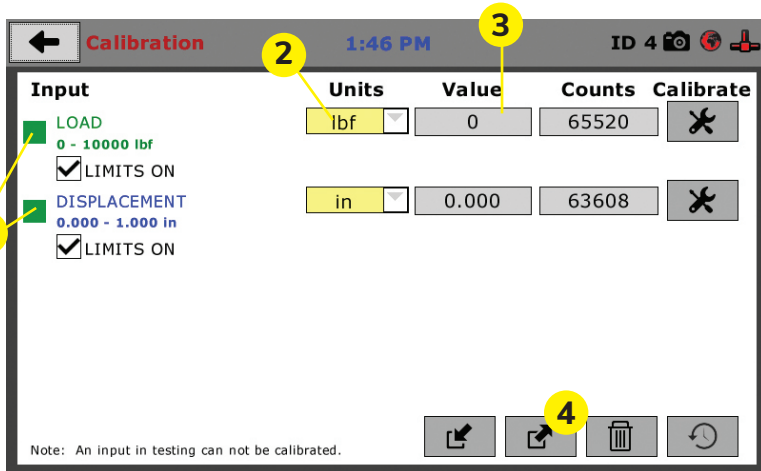 Calibration 1:46 PM ID 4
2
3
Input Units Value Counts Calibrate
LOAD lbf 0 65520
0 - 10000 lbf
LIMITS ON
DISPLACEMENT in 0.000 63608
0.000 - 1.000 in
LIMITS ON
4
Note: An input in testing can not be calibrated.